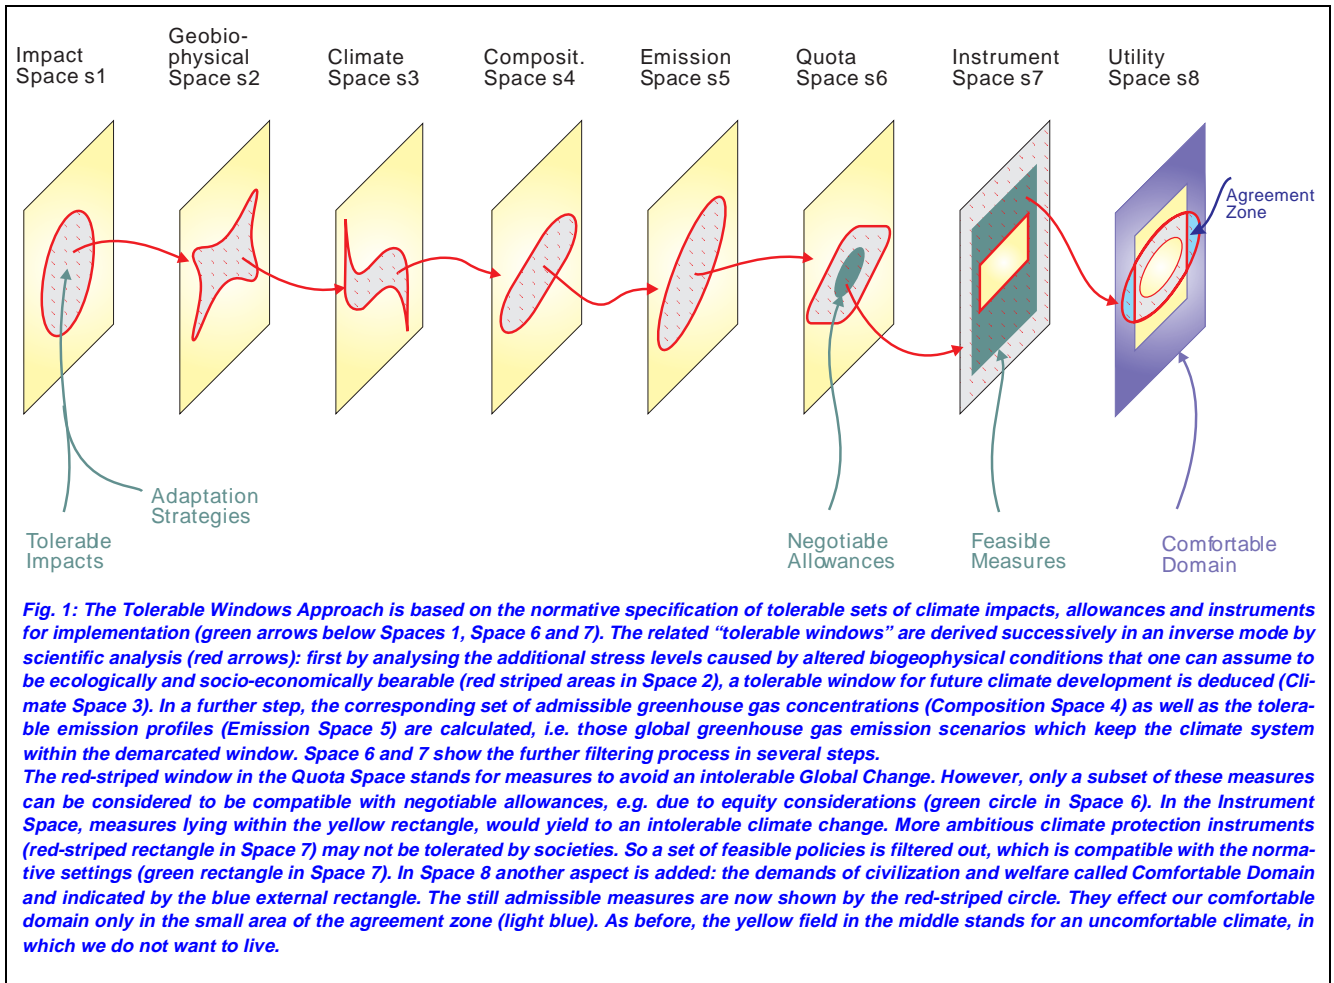 Impact
Space s1
Geobio-
physical
Space s2
Climate
Space s3
Composit.
Space s4
Emission
Space s5
Quota
Space s6
Instrument
Space s7
Utility
Space s8
Agreement
Zone
Adaptation
Strategies
Tolerable
Impacts
Negotiable
Allowances
Feasible
Measures
Comfortable
Domain
Fig. 1: The Tolerable Windows Approach is based on the normative specification of tolerable sets of climate impacts, allowances and instruments
for implementation (green arrows below Spaces 1, Space 6 and 7). The related “tolerable windows” are derived successively in an inverse mode by
scientific analysis (red arrows): first by analysing the additional stress levels caused by altered biogeophysical conditions that one can assume to
be ecologically and socio-economically bearable (red striped areas in Space 2), a tolerable window for future climate development is deduced (Cli-
mate Space 3). In a further step, the corresponding set of admissible greenhouse gas concentrations (Composition Space 4) as well as the tolera-
ble emission profiles (Emission Space 5) are calculated, i.e. those global greenhouse gas emission scenarios which keep the climate system
within the demarcated window. Space 6 and 7 show the further filtering process in several steps.
The red-striped window in the Quota Space stands for measures to avoid an intolerable Global Change. However, only a subset of these measures
can be considered to be compatible with negotiable allowances, e.g. due to equity considerations (green circle in Space 6). In the Instrument
Space, measures lying within the yellow rectangle, would yield to an intolerable climate change. More ambitious climate protection instruments
(red-striped rectangle in Space 7) may not be tolerated by societies. So a set of feasible policies is filtered out, which is compatible with the norma-
tive settings (green rectangle in Space 7). In Space 8 another aspect is added: the demands of civilization and welfare called Comfortable Domain
and indicated by the blue external rectangle. The still admissible measures are now shown by the red-striped circle. They effect our comfortable
domain only in the small area of the agreement zone (light blue). As before, the yellow field in the middle stands for an uncomfortable climate, in
which we do not want to live.